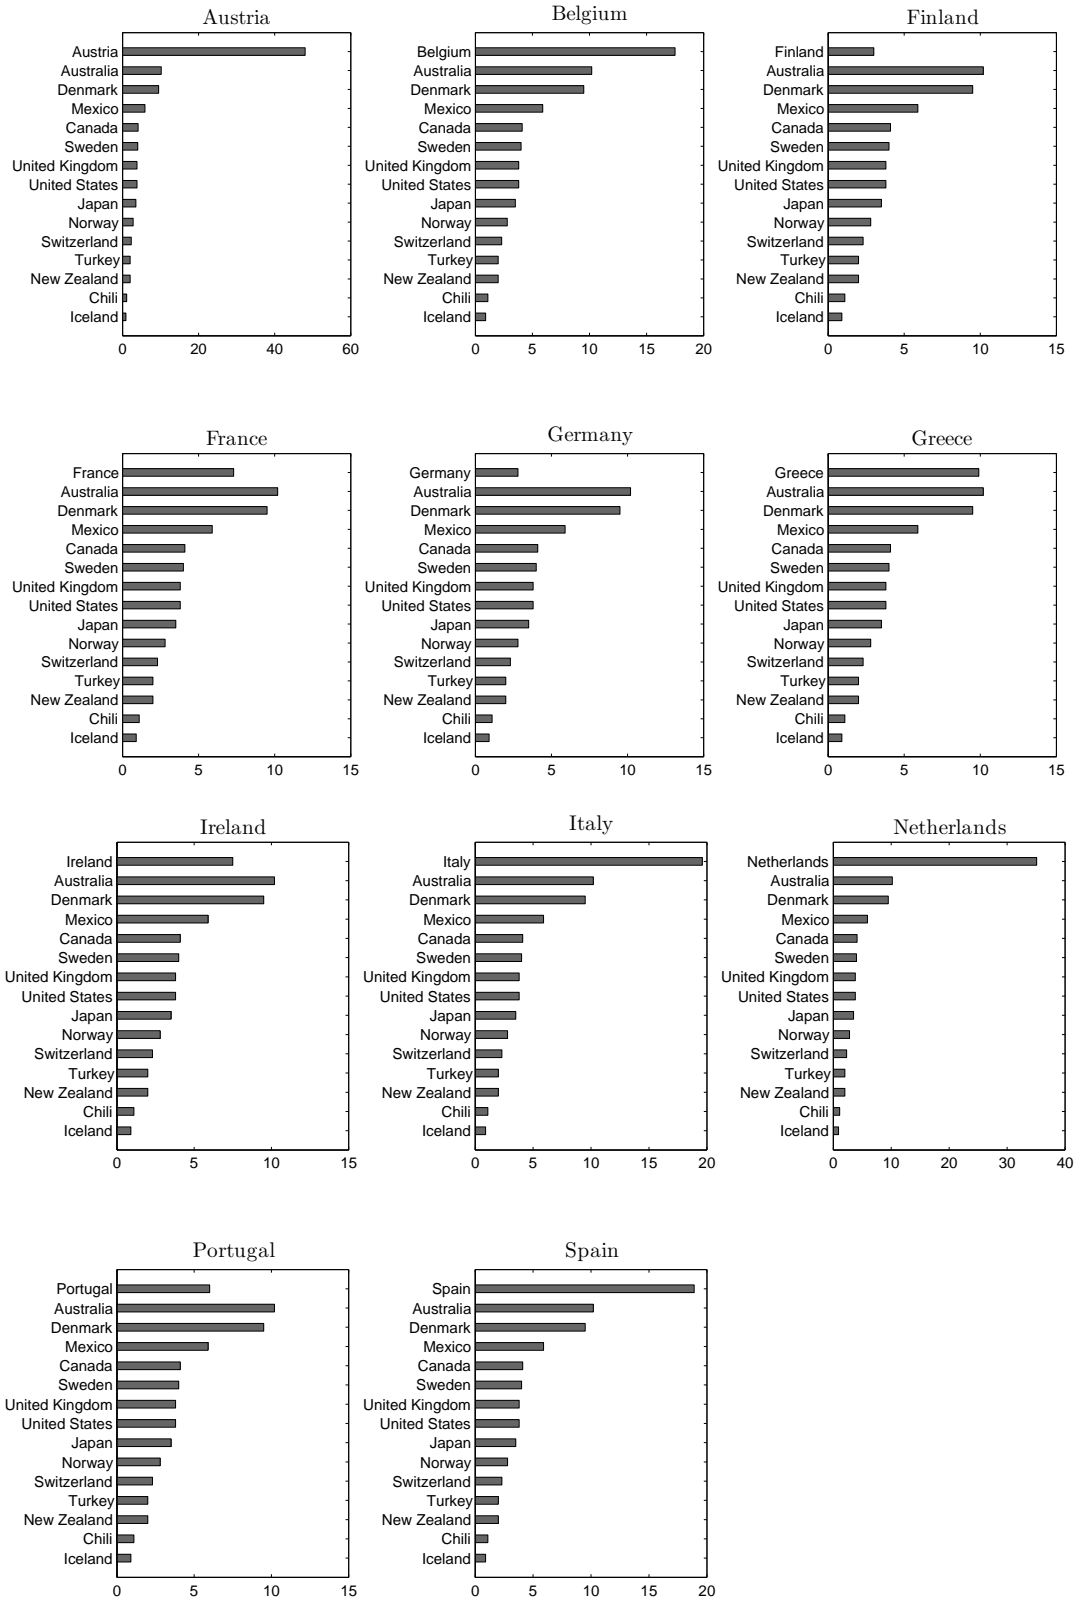 Austria
Austria
Australia
Denmark
Mexico
Canada
Sweden
United Kingdom
United States
Japan
Norway
Switzerland
Turkey
New Zealand
Chili
Iceland
0 20 40 60
Belgium
Belgium
Australia
Denmark
Mexico
Canada
Sweden
United Kingdom
United States
Japan
Norway
Switzerland
Turkey
New Zealand
Chili
Iceland
0 5 10 15 20
Finland
Finland
Australia
Denmark
Mexico
Canada
Sweden
United Kingdom
United States
Japan
Norway
Switzerland
Turkey
New Zealand
Chili
Iceland
0 5 10 15
France
France
Australia
Denmark
Mexico
Canada
Sweden
United Kingdom
United States
Japan
Norway
Switzerland
Turkey
New Zealand
Chili
Iceland
0 5 10 15
Germany
Germany
Australia
Denmark
Mexico
Canada
Sweden
United Kingdom
United States
Japan
Norway
Switzerland
Turkey
New Zealand
Chili
Iceland
0 5 10 15
Greece
Greece
Australia
Denmark
Mexico
Canada
Sweden
United Kingdom
United States
Japan
Norway
Switzerland
Turkey
New Zealand
Chili
Iceland
0 5 10 15
Ireland
Ireland
Australia
Denmark
Mexico
Canada
Sweden
United Kingdom
United States
Japan
Norway
Switzerland
Turkey
New Zealand
Chili
Iceland
0 5 10 15
Italy
Italy
Australia
Denmark
Mexico
Canada
Sweden
United Kingdom
United States
Japan
Norway
Switzerland
Turkey
New Zealand
Chili
Iceland
0 5 10 15 20
Netherlands
Netherlands
Australia
Denmark
Mexico
Canada
Sweden
United Kingdom
United States
Japan
Norway
Switzerland
Turkey
New Zealand
Chili
Iceland
0 10 20 30 40
Portugal
Portugal
Australia
Denmark
Mexico
Canada
Sweden
United Kingdom
United States
Japan
Norway
Switzerland
Turkey
New Zealand
Chili
Iceland
0 5 10 15
Spain
Spain
Australia
Denmark
Mexico
Canada
Sweden
United Kingdom
United States
Japan
Norway
Switzerland
Turkey
New Zealand
Chili
Iceland
0 5 10 15 20